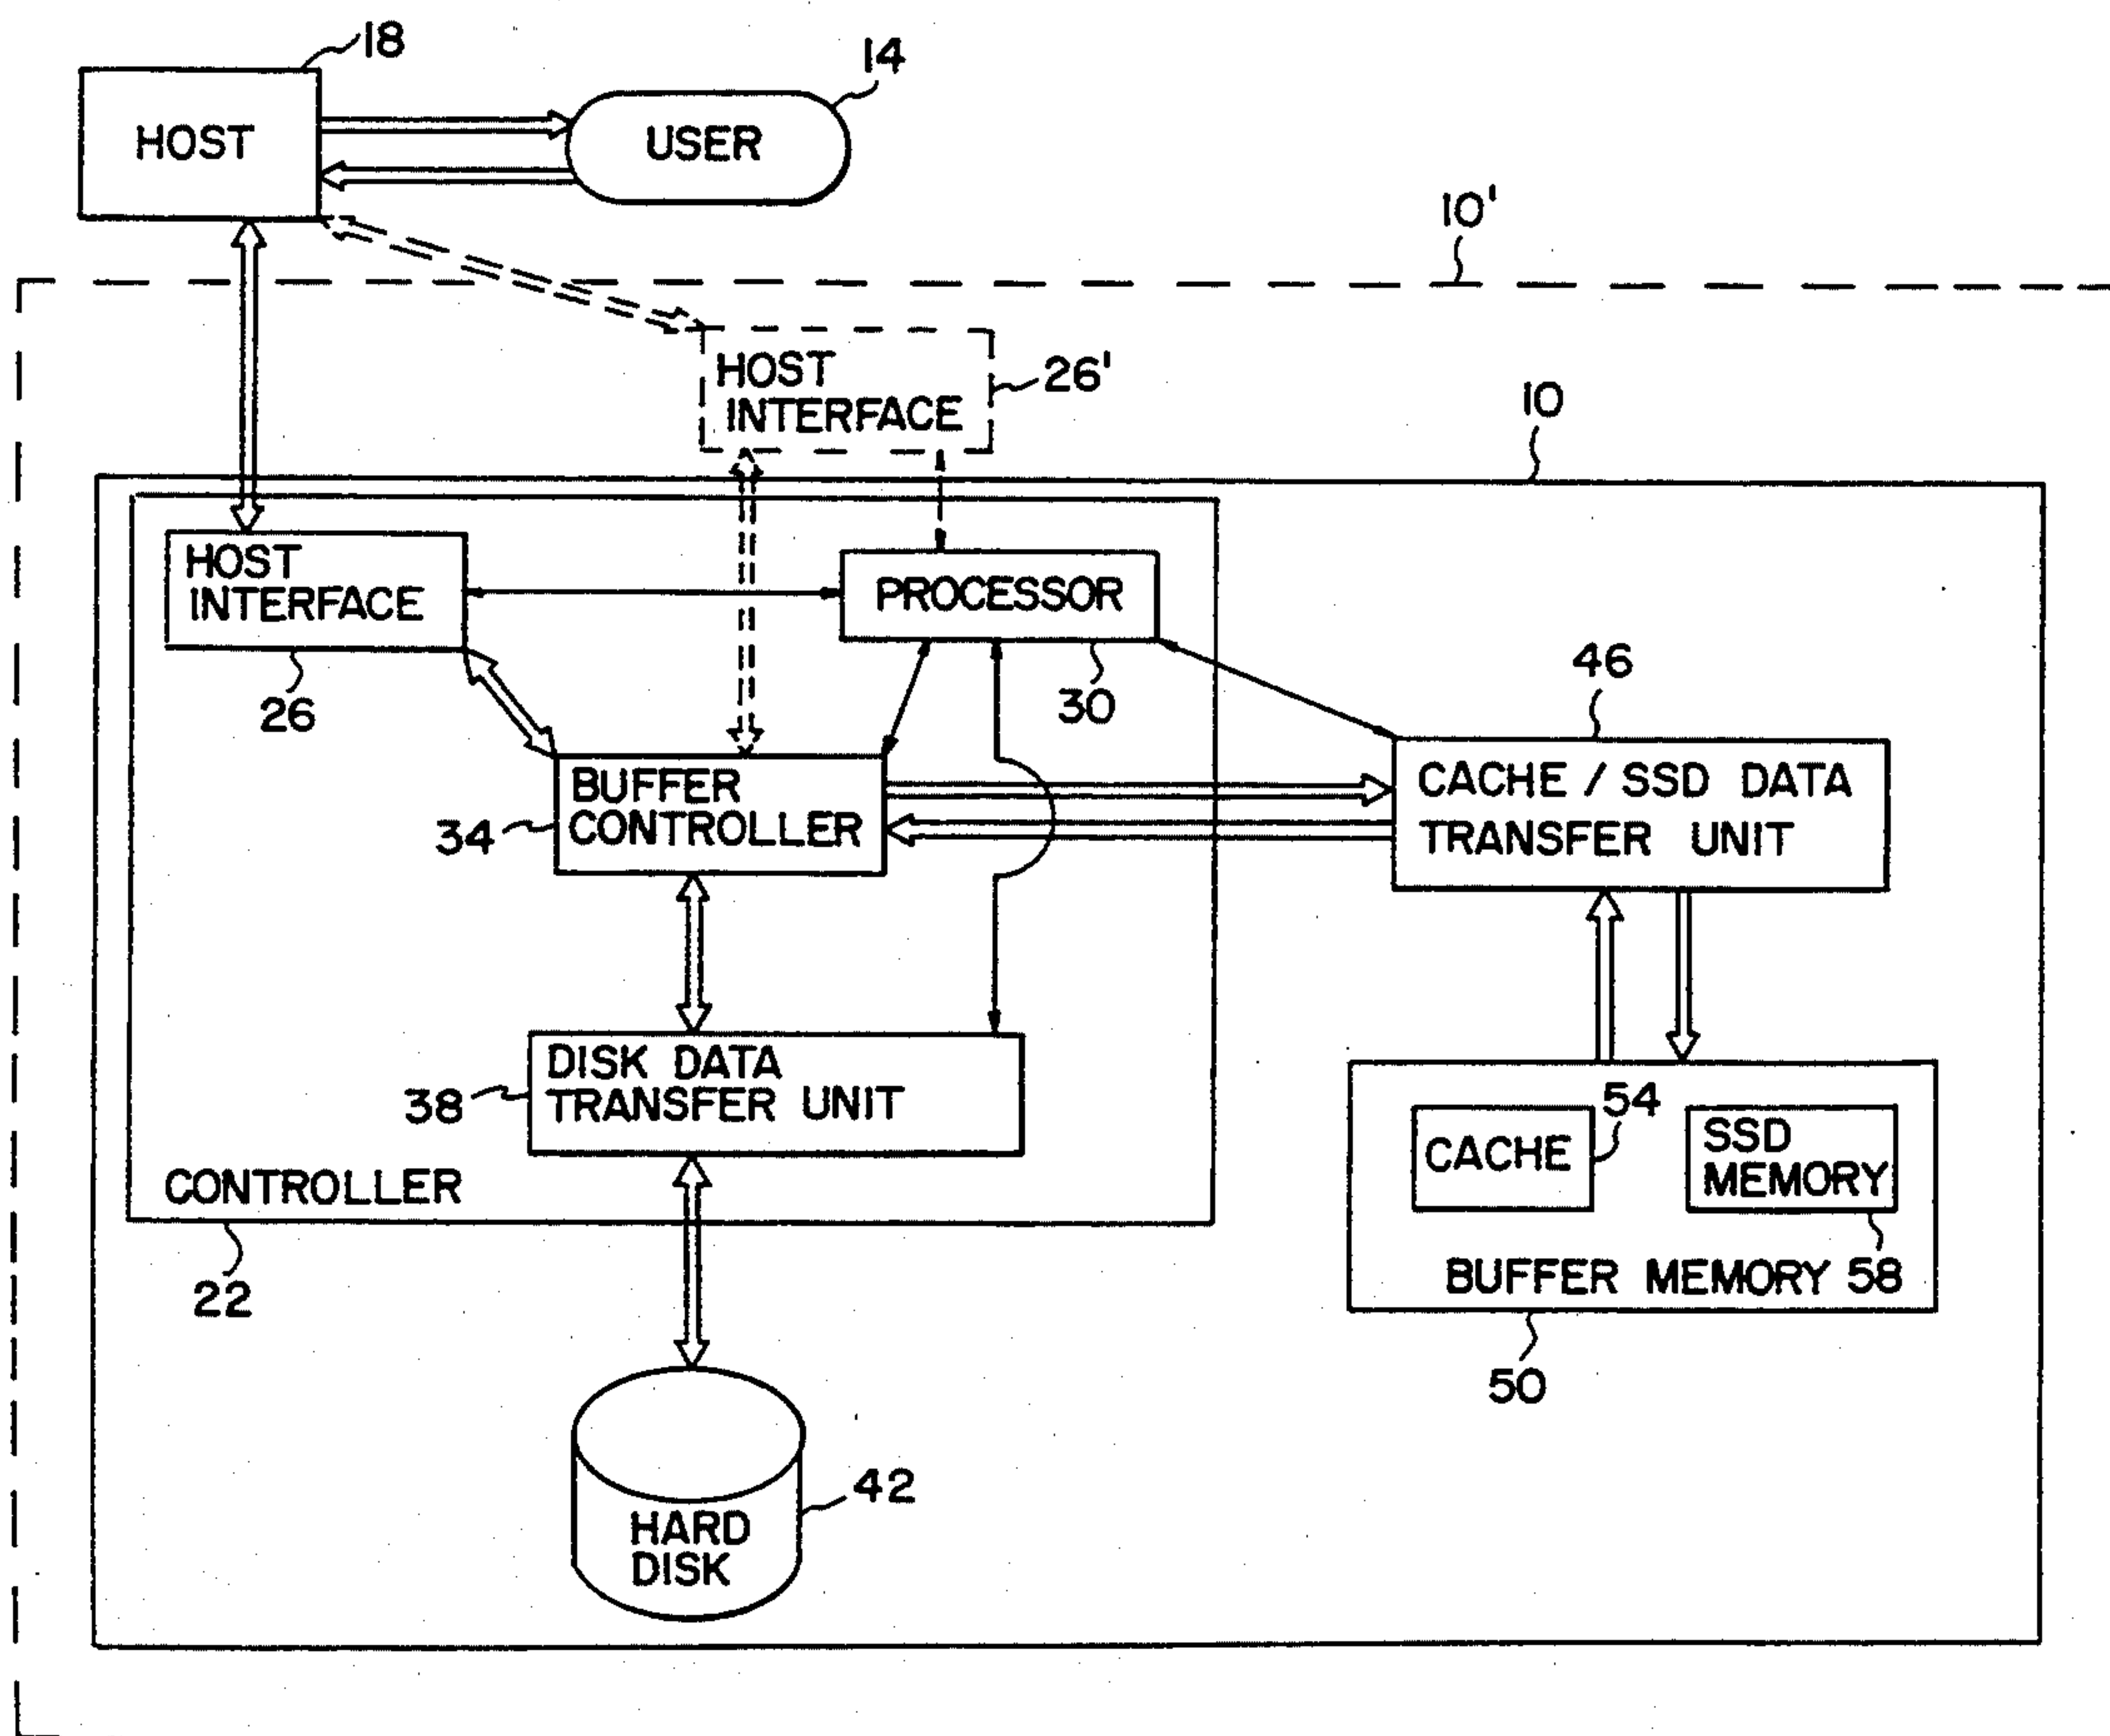 18
14
HOST
USER
10'
HOST
INTERFACE
26'
10
HOST
INTERFACE
PROCESSOR
26
30
46
BUFFER
CONTROLLER
34
CACHE / SSD DATA
TRANSFER UNIT
DISK DATA
TRANSFER UNIT
38
54
CACHE
SSD
MEMORY
CONTROLLER
BUFFER MEMORY 58
22
50
42
HARD
DISK